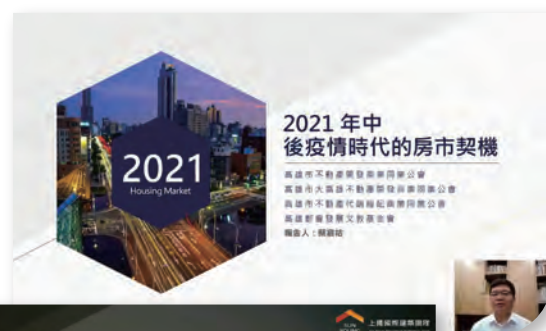 2021
Housing Market
2021 年中
後疫情時代的房市契機
高雄市不動產開發商業同業公會
高雄市大高雄不動產開發商業同業公會
高雄市不動產代銷經紀商業同業公會
高雄都會發展文教基金會
報告人：